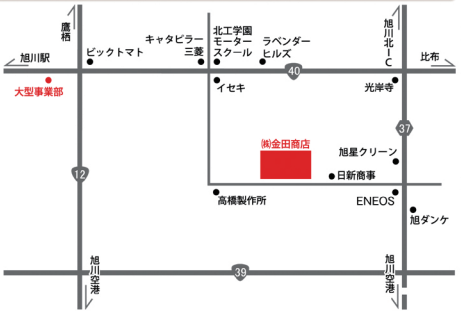 鷹栖
旭川駅
ビックトマト
キャタピラー
三菱
北工学園
モーター
スクール
ラベンダー
ヒルズ
旭川北IC
比布
大型事業部
イセキ
40
光岸寺
37
㈱金田商店
旭星クリーン
12
日新商事
高橋製作所
ENEOS
旭ダンケ
旭川空港
39
旭川空港